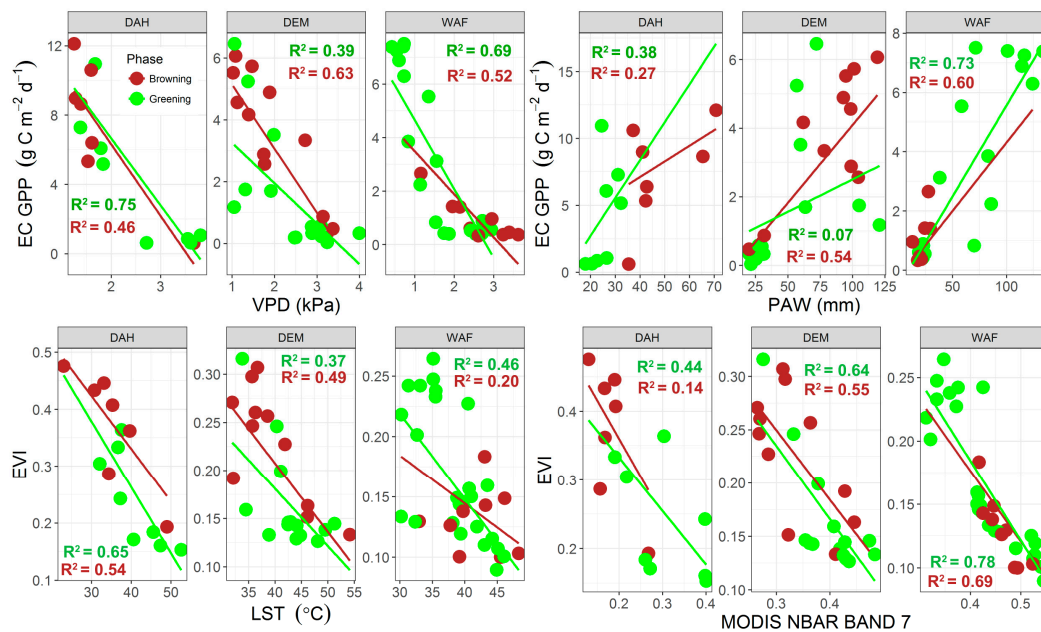 DAH DEM WAF DAH DEM WAF
EC GPP (g C m⁻² d⁻¹)
12
9
6
3
0
Phase
Browning
Greening
R² = 0.75
R² = 0.46
2 3
6
4
2
0
R² = 0.39
R² = 0.63
1 2 3 4
6
4
2
0
R² = 0.69
R² = 0.52
0 1 2 3
VPD (kPa)
EC GPP (g C m⁻² d⁻¹)
15
10
5
0
R² = 0.38
R² = 0.27
20 30 40 50 60 70
6
4
2
0
R² = 0.07
R² = 0.54
25 50 75 100 125
8
6
4
2
0
R² = 0.73
R² = 0.60
50 100
PAW (mm)
DAH DEM WAF DAH DEM WAF
EVI
0.5
0.4
0.3
0.2
0.1
R² = 0.65
R² = 0.54
30 40 50
0.30
0.25
0.20
0.15
0.10
R² = 0.37
R² = 0.49
35 40 45 50 55
0.25
0.20
0.15
0.10
R² = 0.46
R² = 0.20
30 35 40 45
LST (°C)
EVI
0.4
0.3
0.2
R² = 0.44
R² = 0.14
0.2 0.3 0.4
0.30
0.25
0.20
0.15
0.10
R² = 0.64
R² = 0.55
0.3 0.4
0.25
0.20
0.15
0.10
R² = 0.78
R² = 0.69
0.4 0.5
MODIS NBAR BAND 7